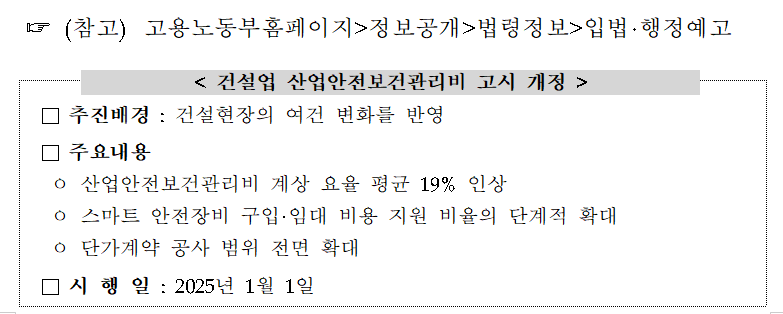 ☞ (참고) 고용노동부홈페이지>정보공개>법령정보>입법·행정예고
< 건설업 산업안전보건관리비 고시 개정 >
□ 추진배경 : 건설현장의 여건 변화를 반영
□ 주요내용
ㅇ 산업안전보건관리비 계상 요율 평균 19% 인상
ㅇ 스마트 안전장비 구입·임대 비용 지원 비율의 단계적 확대
ㅇ 단가계약 공사 범위 전면 확대
□ 시 행 일 : 2025년 1월 1일